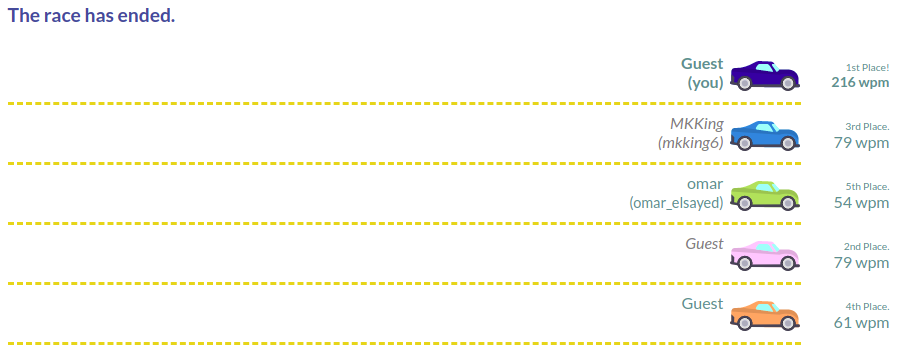 The race has ended.
Guest
(you)
1st Place!
216 wpm
MKKing
(mkking6)
3rd Place.
79 wpm
omar
(omar_elsayed)
5th Place.
54 wpm
Guest
2nd Place.
79 wpm
Guest
4th Place.
61 wpm